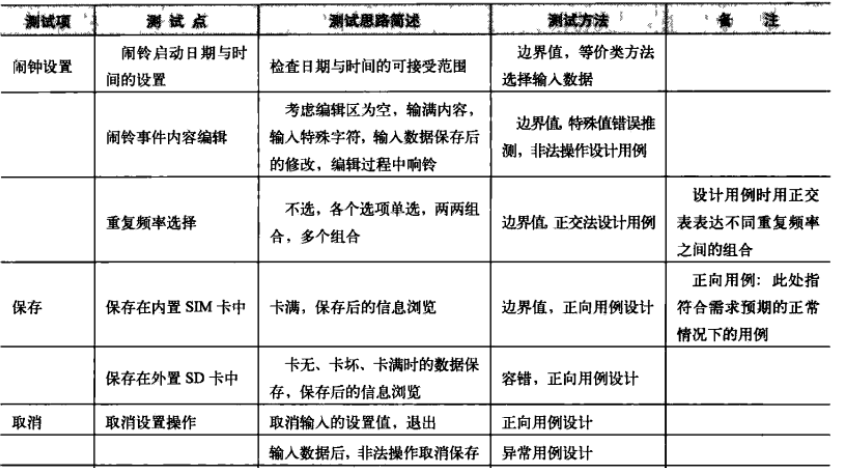 测试项 测试点 测试思路简述 测试方法 备注
闹钟设置 闹铃启动日期与时间的设置 检查日期与时间的可接受范围 边界值，等价类方法选择输入数据
闹铃事件内容编辑 考虑编辑区为空，输满内容，输入特殊字符，输入数据保存后的修改，编辑过程中响铃 边界值，特殊值错误推测，非法操作设计用例
重复频率选择 不选，各个选项单选，两两组合，多个组合 边界值，正交法设计用例 设计用例时用正交表表达不同重复频率之间的组合
保存 保存在内置 SIM 卡中 卡满，保存后的信息浏览 边界值，正向用例设计 正向用例：此处指符合需求预期的正常情况下的用例
保存在外置 SD 卡中 卡无、卡坏、卡满时的数据保存，保存后的信息浏览 容错，正向用例设计
取消 取消设置操作 取消输入的设置值，退出 正向用例设计
输入数据后，非法操作取消保存 异常用例设计